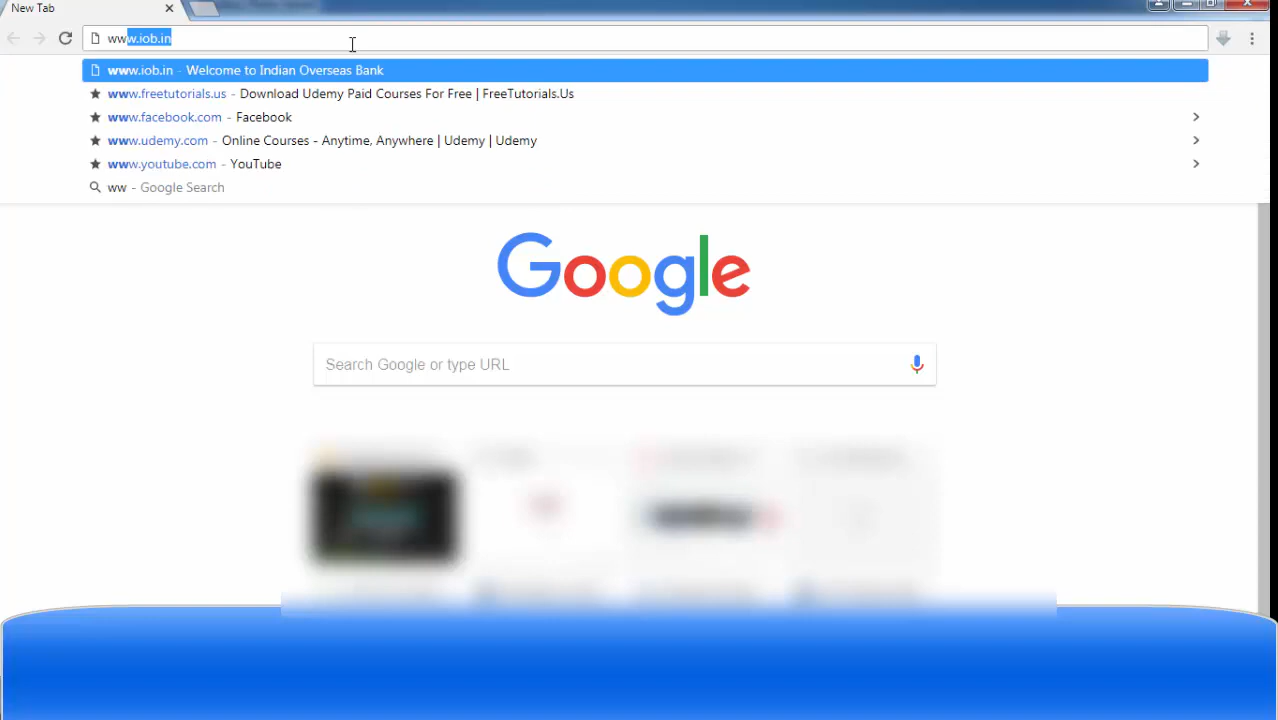 New Tab
www.iob.in
www.iob.in - Welcome to Indian Overseas Bank
www.freetutorials.us - Download Udemy Paid Courses For Free | FreeTutorials.Us
www.facebook.com - Facebook
www.udemy.com - Online Courses - Anytime, Anywhere | Udemy | Udemy
www.youtube.com - YouTube
ww - Google Search
Google
Search Google or type URL